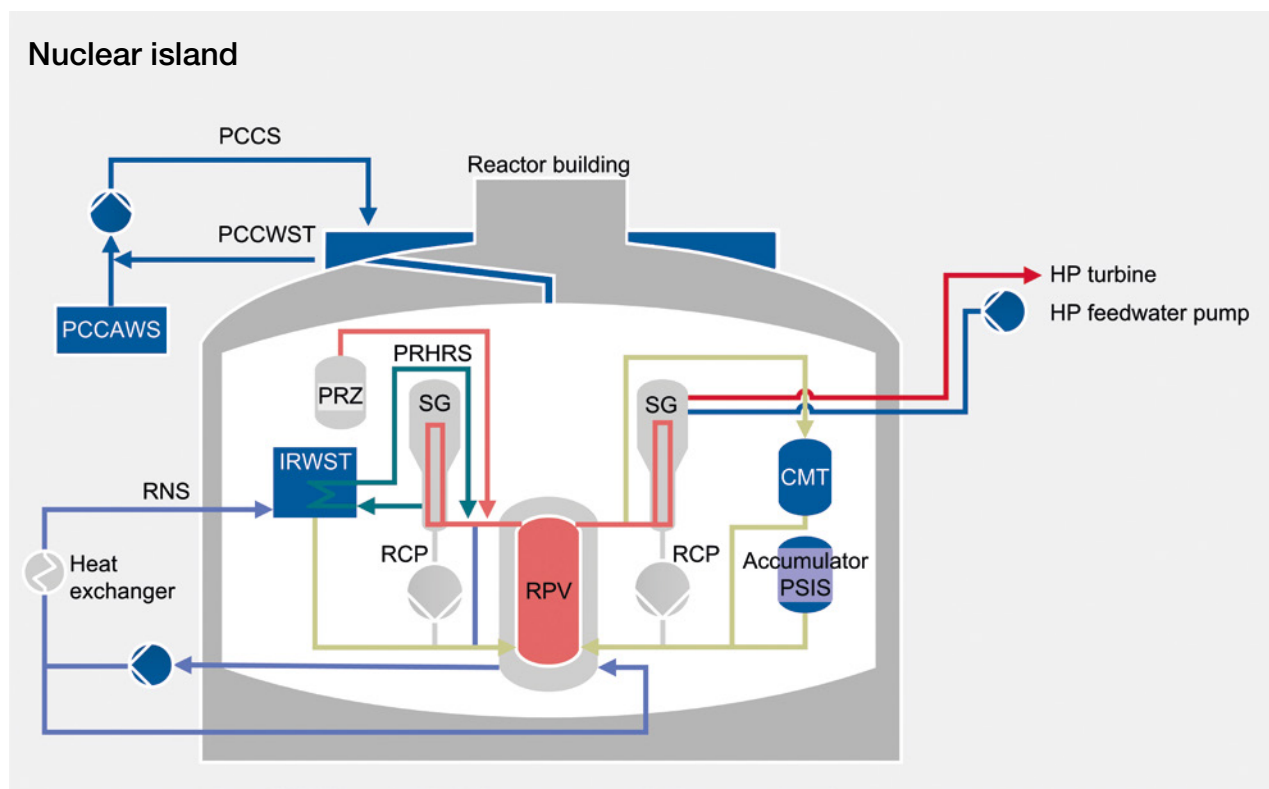 Nuclear island
PCCS
Reactor building
PCCWST
HP turbine
HP feedwater pump
PCCAWS
PRHRS
PRZ
SG
SG
IRWST
CMT
RNS
RCP
RCP
Heat
exchanger
Accumulator
PSIS
RPV